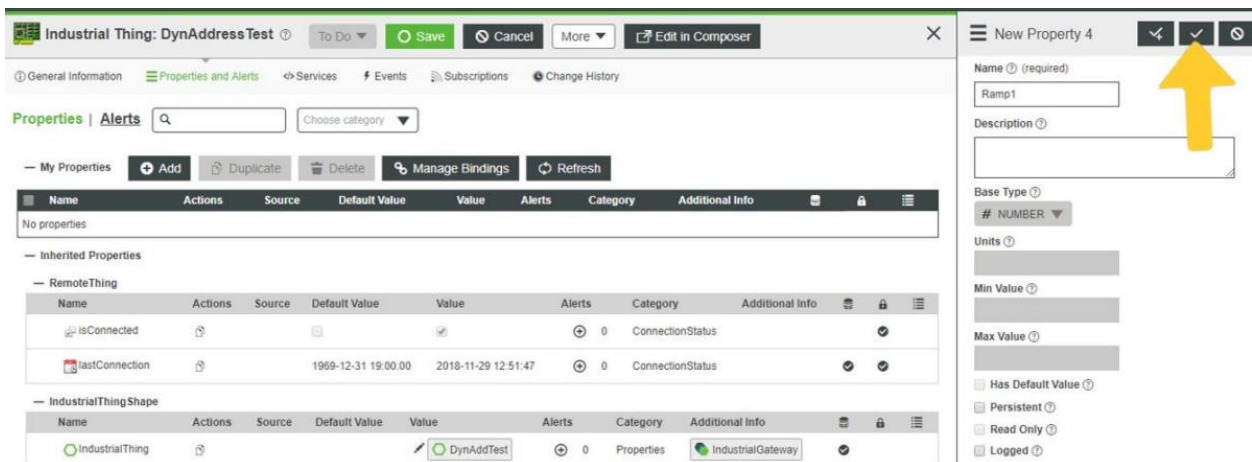 Industrial Thing: DynAddressTest
To Do
Save
Cancel
More
Edit in Composer
General Information
Properties and Alerts
Services
Events
Subscriptions
Change History
Properties | Alerts
Choose category
My Properties
Add
Duplicate
Delete
Manage Bindings
Refresh
Name Actions Source Default Value Value Alerts Category Additional Info
No properties
Inherited Properties
RemoteThing
Name Actions Source Default Value Value Alerts Category Additional Info
isConnected 0 ConnectionStatus
lastConnection 1969-12-31 19:00:00 2018-11-29 12:51:47 0 ConnectionStatus
IndustrialThingShape
Name Actions Source Default Value Value Alerts Category Additional Info
IndustrialThing DynAddTest 0 Properties IndustrialGateway
New Property 4
Name (required)
Ramp1
Description
Base Type
# NUMBER
Units
Min Value
Max Value
Has Default Value
Persistent
Read Only
Logged